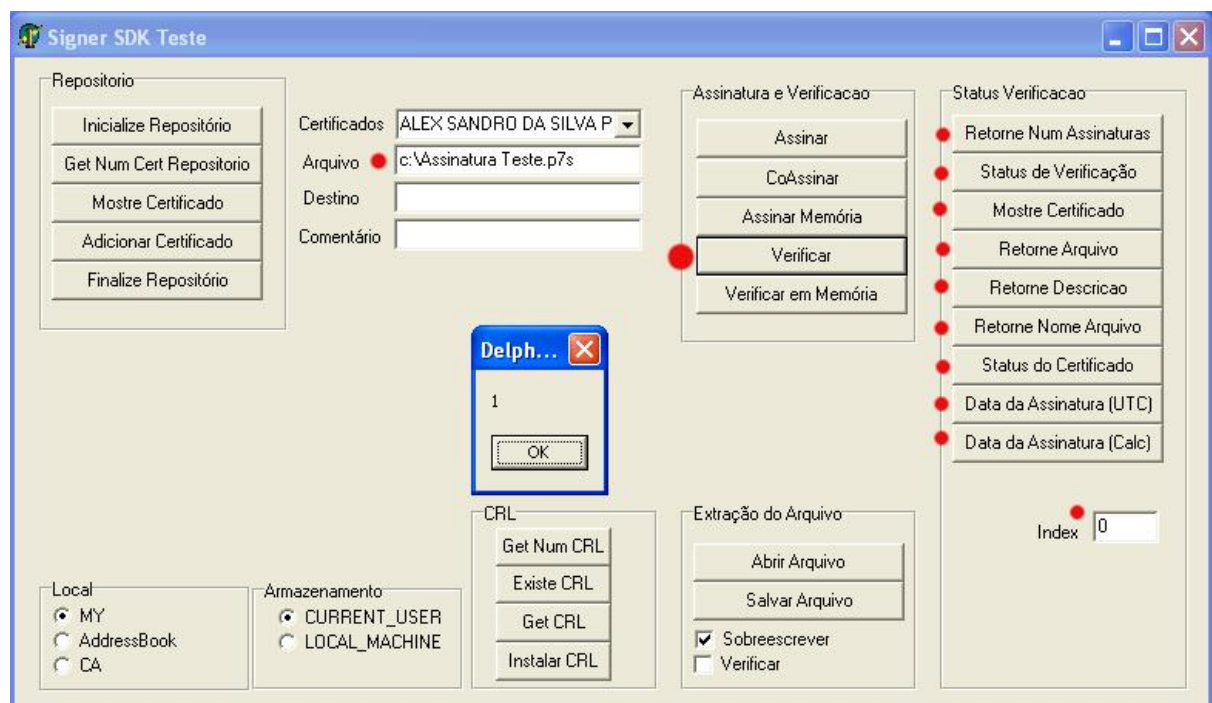 Signer SDK Teste
Repositorio
Inicialize Repositório
Get Num Cert Repositorio
Mostre Certificado
Adicionar Certificado
Finalize Repositório
Certificados ALEX SANDRO DA SILVA P
Arquivo c:\Assinatura Teste.p7s
Destino
Comentário
Assinatura e Verificacao
Assinar
CoAssinar
Assinar Memória
Verificar
Verificar em Memória
Status Verificacao
Retorne Num Assinaturas
Status de Verificação
Mostre Certificado
Retorne Arquivo
Retorne Descricao
Retorne Nome Arquivo
Status do Certificado
Data da Assinatura (UTC)
Data da Assinatura (Calc)
Index 0
Delph...
1
OK
Local
MY
AddressBook
CA
Armazenamento
CURRENT_USER
LOCAL_MACHINE
CRL
Get Num CRL
Existe CRL
Get CRL
Instalar CRL
Extração do Arquivo
Abrir Arquivo
Salvar Arquivo
Sobreescrever
Verificar